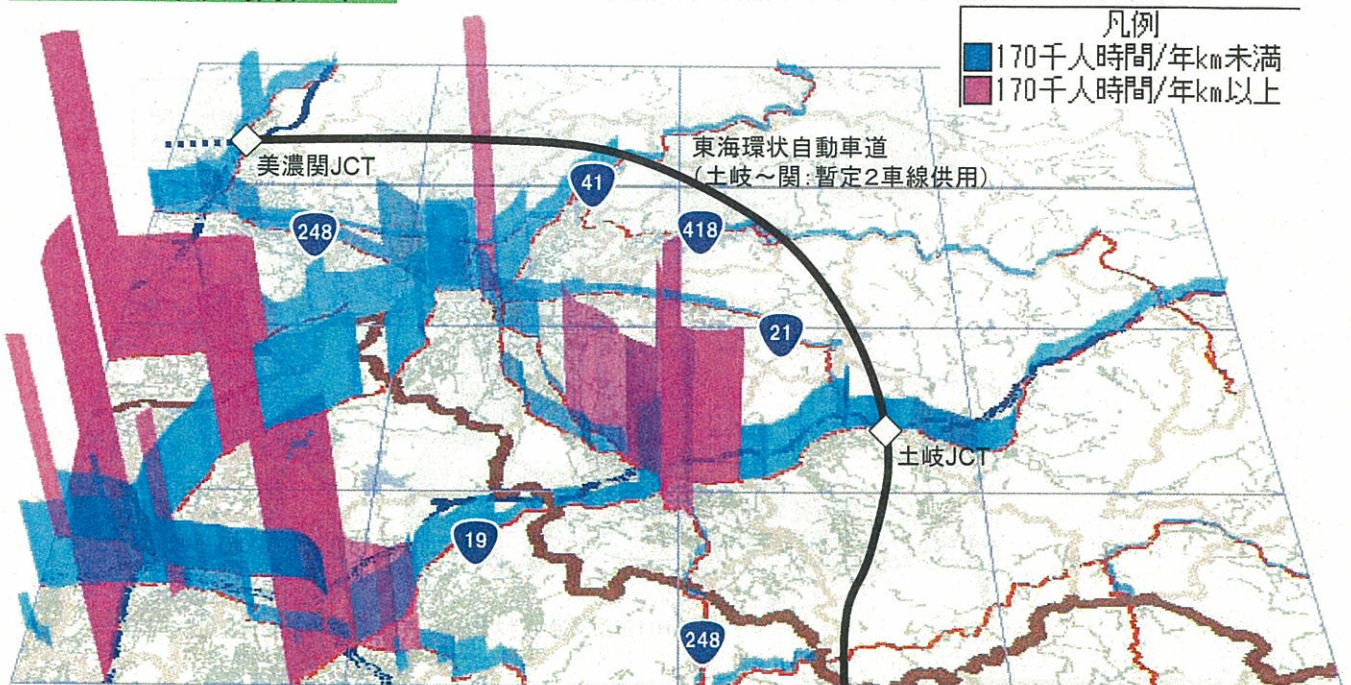 凡例
170千人時間/年km未満
170千人時間/年km以上
東海環状自動車道
(土岐～関:暫定2車線供用)
美濃関JCT
41
248
418
21
土岐JCT
19
248